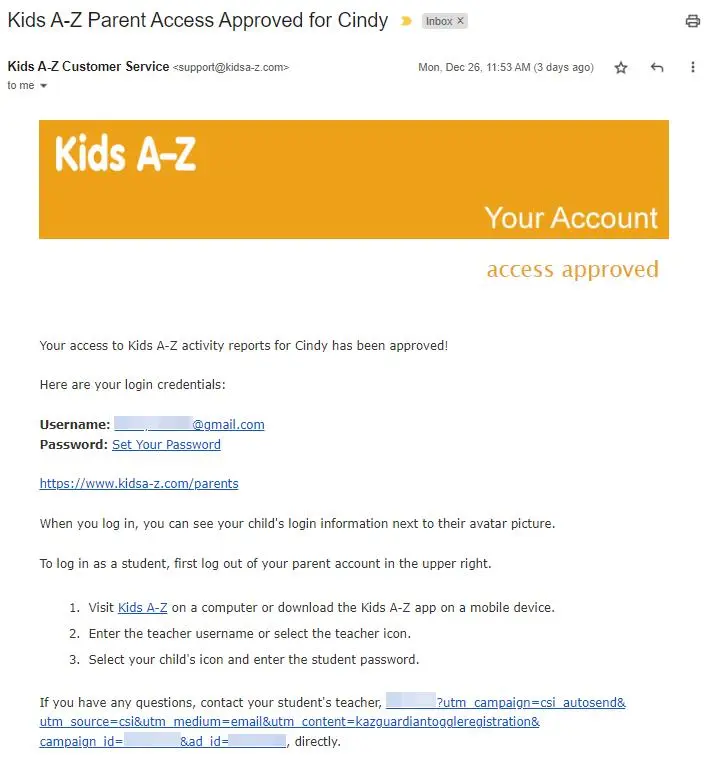 Kids A-Z Parent Access Approved for Cindy Inbox X
Kids A-Z Customer Service <support@kidsa-z.com> Mon, Dec 26, 11:53 AM (3 days ago)
to me
Kids A-Z
Your Account
access approved
Your access to Kids A-Z activity reports for Cindy has been approved!
Here are your login credentials:
Username: @gmail.com
Password: Set Your Password
https://www.kidsa-z.com/parents
When you log in, you can see your child's login information next to their avatar picture.
To log in as a student, first log out of your parent account in the upper right.
1. Visit Kids A-Z on a computer or download the Kids A-Z app on a mobile device.
2. Enter the teacher username or select the teacher icon.
3. Select your child's icon and enter the student password.
If you have any questions, contact your student's teacher, ?utm_campaign=csi_autosend&
utm_source=csi&utm_medium=email&utm_content=kazguardiantoggleregistration&
campaign_id= &ad_id= , directly.